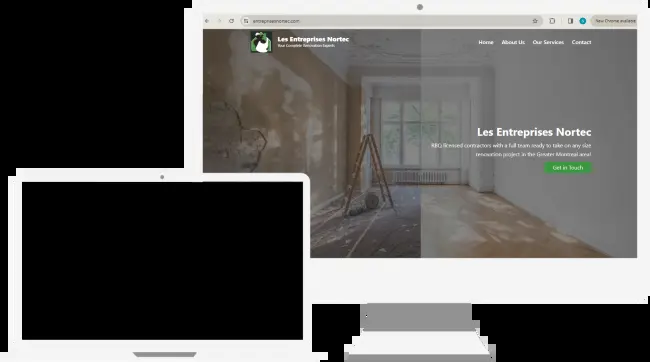 entreprisesnortec.com
New Chrome available
Les Entreprises Nortec
Your Complete Renovation Experts
Home About Us Our Services Contact
Les Entreprises Nortec
RBQ licensed contractors with a full team ready to take on any size
renovation project in the Greater Montreal area!
Get in Touch